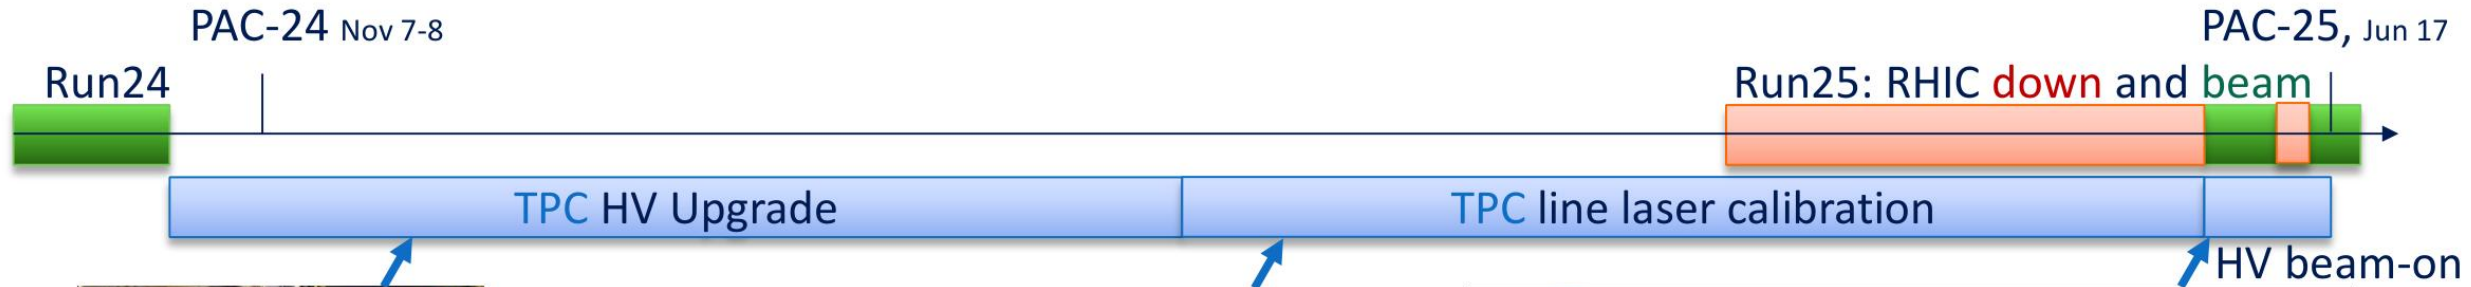 PAC-24 Nov 7-8
PAC-25, Jun 17
Run24
Run25: RHIC down and beam
TPC HV Upgrade
TPC line laser calibration
HV beam-on